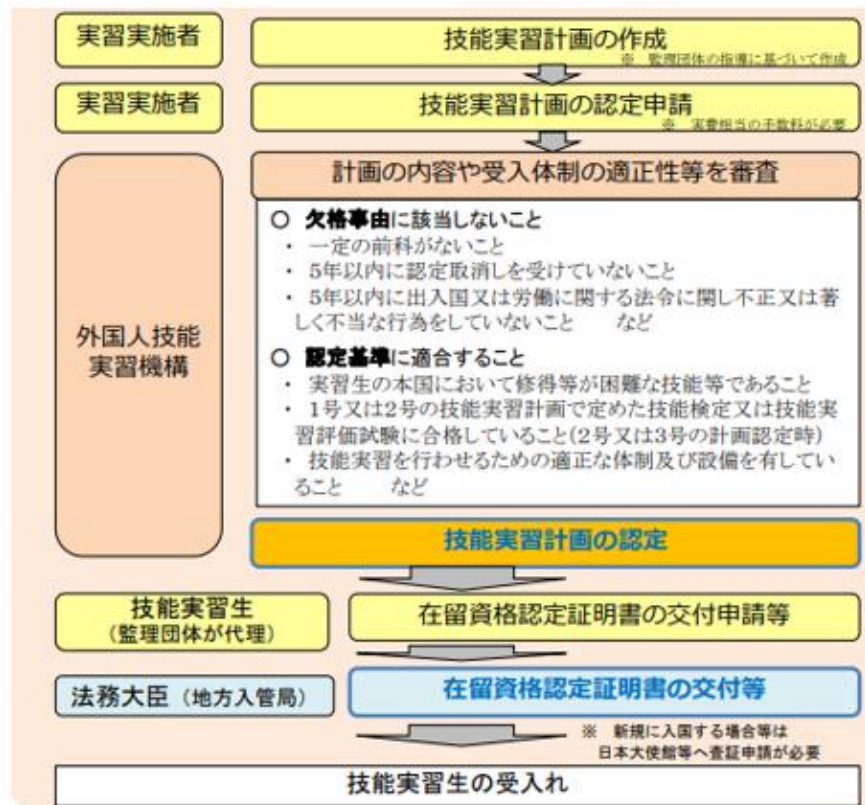 実習実施者
技能実習計画の作成
※ 監理団体の指導に基づいて作成
実習実施者
技能実習計画の認定申請
※ 実費相当の手数料が必要
外国人技能
実習機構
計画の内容や受入体制の適正性等を審査
○ 欠格事由に該当しないこと
・ 一定の前科がないこと
・ 5年以内に認定取消しを受けていないこと
・ 5年以内に出入国又は労働に関する法令に関し不正又は著
しく不当な行為をしていないこと など
○ 認定基準に適合すること
・ 実習生の本国において修得等が困難な技能等であること
・ 1号又は2号の技能実習計画で定めた技能検定又は技能実
習評価試験に合格していること(2号又は3号の計画認定時)
・ 技能実習を行わせるための適正な体制及び設備を有してい
ること など
技能実習計画の認定
技能実習生
(監理団体が代理)
在留資格認定証明書の交付申請等
法務大臣（地方入管局）
在留資格認定証明書の交付等
※ 新規に入国する場合等は
日本大使館等へ査証申請が必要
技能実習生の受入れ